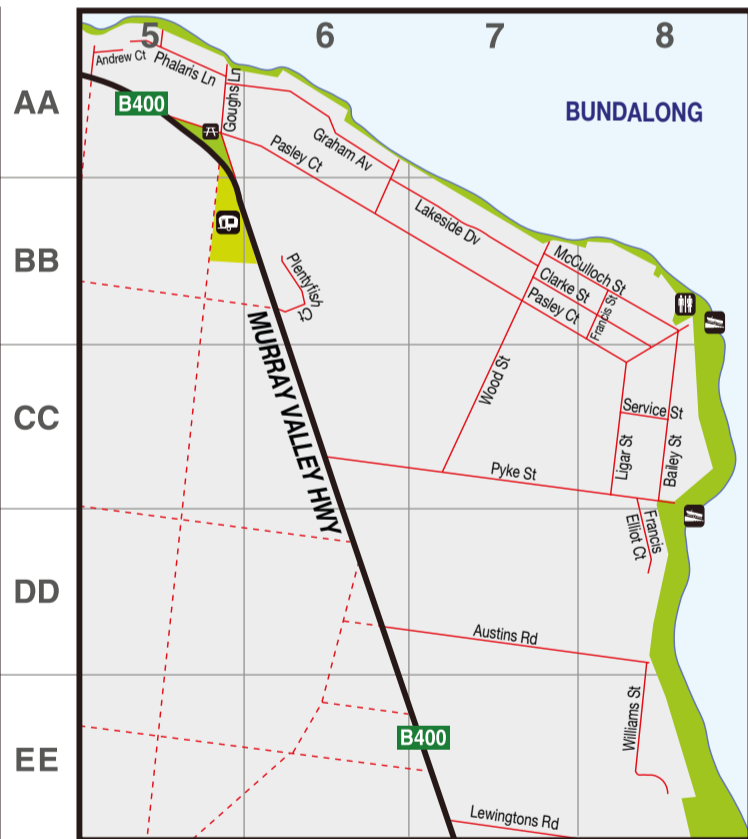 5 6 7 8
AA
BB
CC
DD
EE
Andrew Ct
Phalaris Ln
Goughs Ln
B400
BUNDALONG
Graham Av
Pasley Ct
Lakeside Dv
McCulloch St
Clarke St
Francis St
Pasley Ct
Plentyfish
Ct
MURRAY VALLEY HWY
Wood St
Service St
Ligar St
Bailey St
Pyke St
Francis
Elliot Ct
Austins Rd
Williams St
B400
Lewingtons Rd